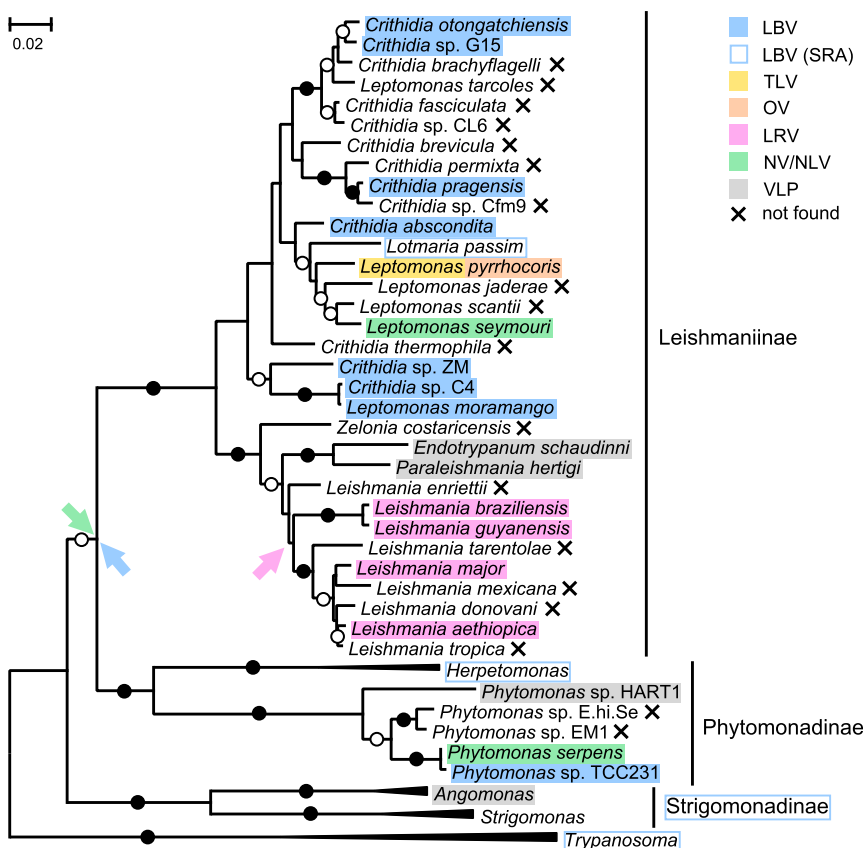 0.02
Crithidia otongatchiensis
Crithidia sp. G15
Crithidia brachyflagelli
Leptomonas tarcoles
Crithidia fasciculata
Crithidia sp. CL6
Crithidia brevicula
Crithidia permixta
Crithidia pragensis
Crithidia sp. Cfm9
Crithidia abscondita
Lotmaria passim
Leptomonas pyrrhocoris
Leptomonas jaderae
Leptomonas scantii
Leptomonas seymouri
Crithidia thermophila
Crithidia sp. ZM
Crithidia sp. C4
Leptomonas moramango
Zelonia costaricensis
Endotrypanum schaudinni
Paraleishmania hertigi
Leishmania enriettii
Leishmania braziliensis
Leishmania guyanensis
Leishmania tarentolae
Leishmania major
Leishmania mexicana
Leishmania donovani
Leishmania aethiopica
Leishmania tropica
Herpetomonas
Phytomonas sp. HART1
Phytomonas sp. E.hi.Se
Phytomonas sp. EM1
Phytomonas serpens
Phytomonas sp. TCC231
Angomonas
Strigomonas
Trypanosoma
Leishmaniinae
Phytomonadinae
Strigomonadinae
LBV
LBV (SRA)
TLV
OV
LRV
NV/NLV
VLP
not found